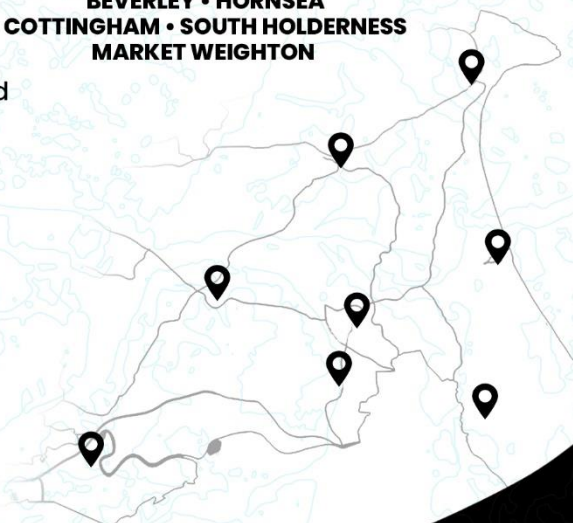 BEVERLEY • HORNSEA
COTTINGHAM • SOUTH HOLDERNESS
MARKET WEIGHTON
d